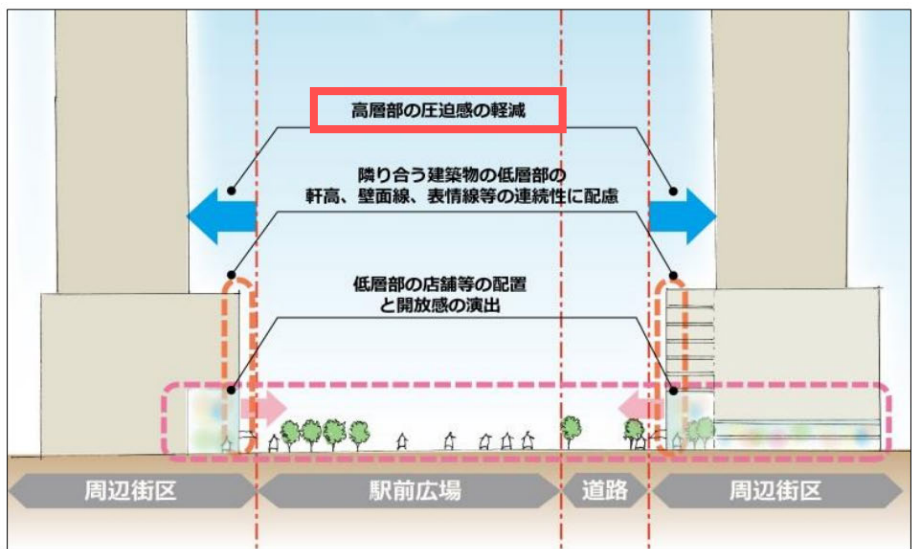 高層部の圧迫感の軽減
隣り合う建築物の低層部の
軒高、壁面線、表情線等の連続性に配慮
低層部の店舗等の配置
と開放感の演出
周辺街区
駅前広場
道路
周辺街区